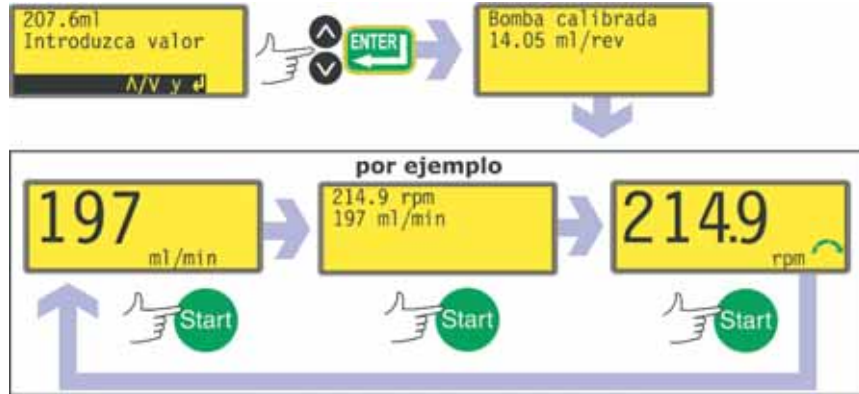 207.6ml
Introduzca valor
Λ/V y ↲
ENTER
Bomba calibrada
14.05 ml/rev
por ejemplo
197
ml/min
214.9 rpm
197 ml/min
214.9
rpm
Start
Start
Start